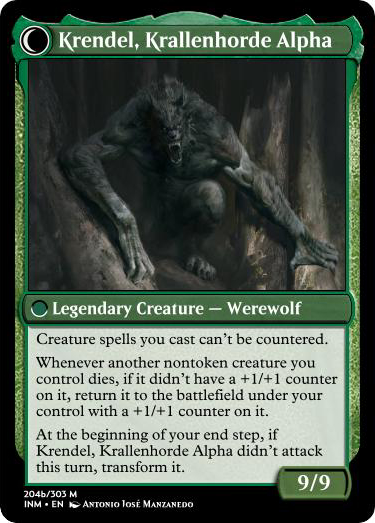 Krendel, Krallenhorde Alpha
Legendary Creature — Werewolf
Creature spells you cast can't be countered.
Whenever another nontoken creature you
control dies, if it didn't have a +1/+1 counter
on it, return it to the battlefield under your
control with a +1/+1 counter on it.
At the beginning of your end step, if
Krendel, Krallenhorde Alpha didn't attack
this turn, transform it.
9/9
204b/303 M
INM • EN Antonio José Manzanedo